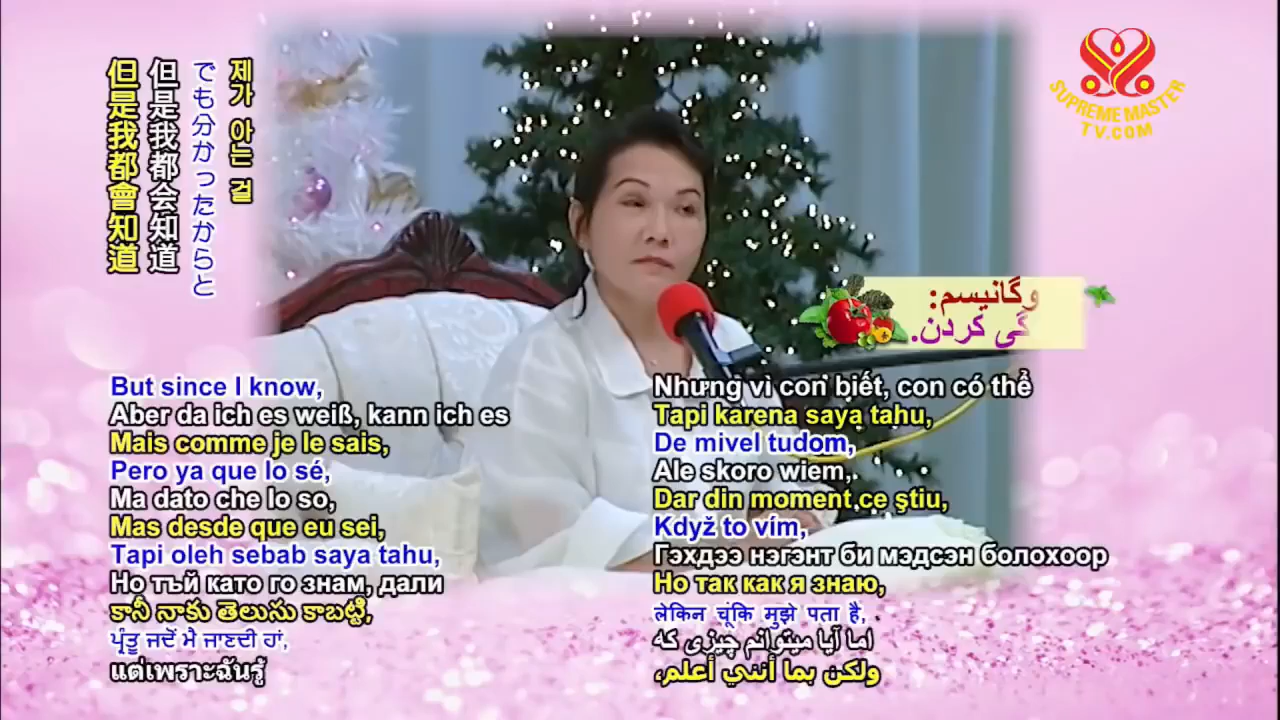 제가 아는 걸
でも分かったからと
但是我都会知道
但是我都會知道
SUPREME MASTER
TV.COM
وگانیسم:
گی کردن.
But since I know,
Aber da ich es weiß, kann ich es
Mais comme je le sais,
Pero ya que lo sé,
Ma dato che lo so,
Mas desde que eu sei,
Tapi oleh sebab saya tahu,
Но тъй като го знам, дали
కానీ నాకు తెలుసు కాబట్టి,
ਪ੍ਰੰਤੂ ਜਦੋਂ ਮੈ ਜਾਣਦੀ ਹਾਂ,
แต่เพราะฉันรู้
Nhưng vì con biết, con có thể
Tapi karena saya tahu,
De mivel tudom,
Ale skoro wiem,
Dar din moment ce ştiu,
Když to vím,
Гэхдээ нэгэнт би мэдсэн болохоор
Но так как я знаю,
लेकिन चूंकि मुझे पता है,
اما آیا میتوانم چیزی که
ولكن بما أنني أعلم،